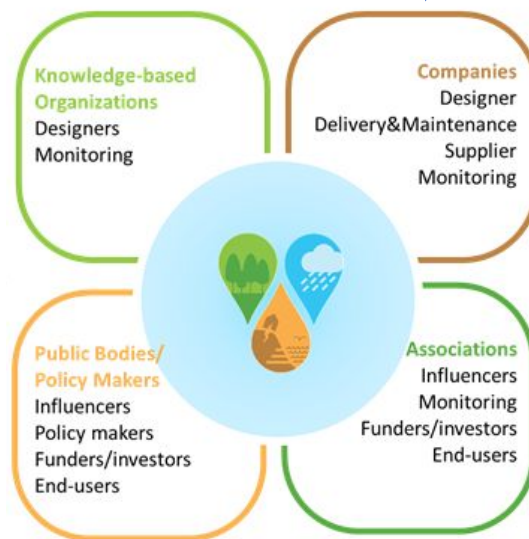 Knowledge-based
Organizations
Designers
Monitoring
Companies
Designer
Delivery&Maintenance
Supplier
Monitoring
Public Bodies/
Policy Makers
Influencers
Policy makers
Funders/investors
End-users
Associations
Influencers
Monitoring
Funders/investors
End-users